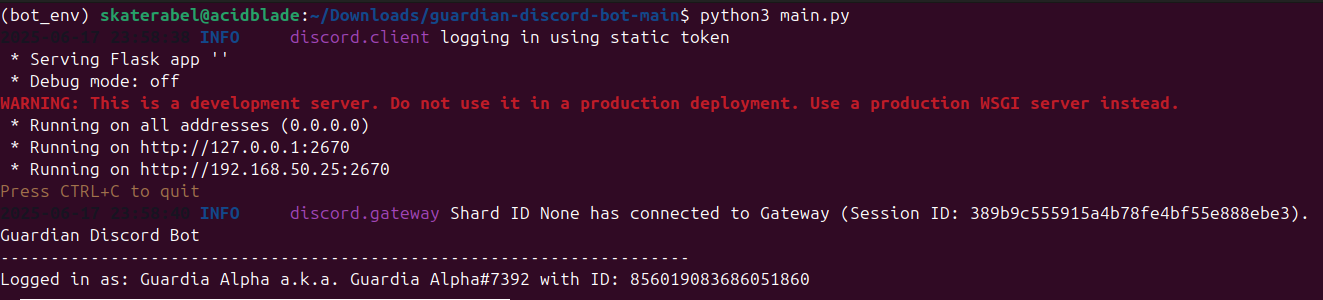 (bot_env) skaterabel@acidblade:~/Downloads/guardian-discord-bot-main$ python3 main.py
INFO     discord.client logging in using static token
 * Serving Flask app ''
 * Debug mode: off
WARNING: This is a development server. Do not use it in a production deployment. Use a production WSGI server instead.
 * Running on all addresses (0.0.0.0)
 * Running on http://127.0.0.1:2670
 * Running on http://192.168.50.25:2670
Press CTRL+C to quit
INFO     discord.gateway Shard ID None has connected to Gateway (Session ID: 389b9c555915a4b78fe4bf55e888ebe3).
Guardian Discord Bot
---------------------------------------------------------------------
Logged in as: Guardia Alpha a.k.a. Guardia Alpha#7392 with ID: 856019083686051860